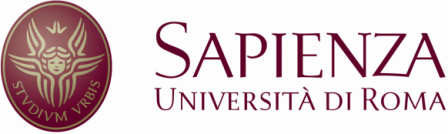 STVDIVM VRBIS
SAPIENZA
UNIVERSITÀ DI ROMA